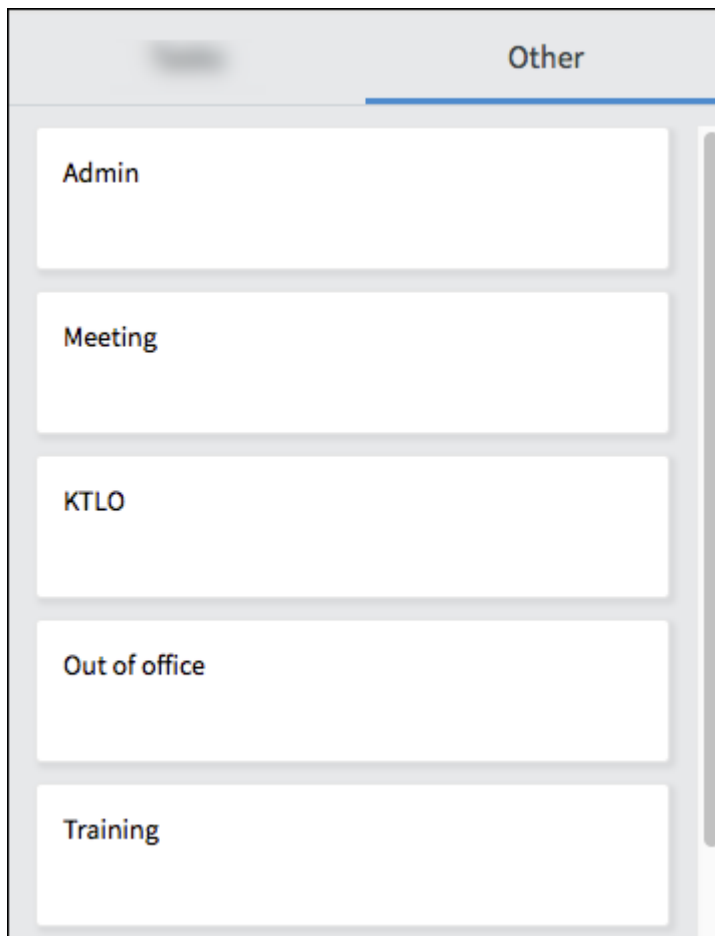 Other
Admin
Meeting
KTLO
Out of office
Training